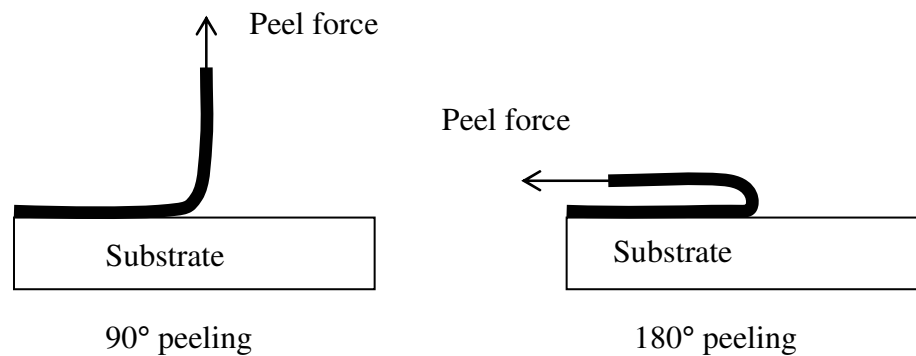 Peel force
Peel force
Substrate
Substrate
90° peeling
180° peeling